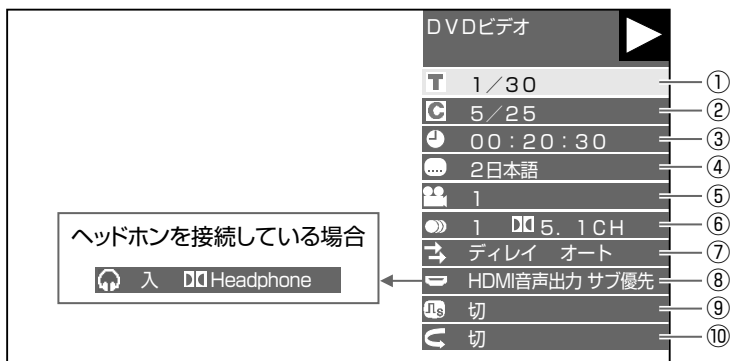 DVDビデオ
T 1／30 ①
C 5／25 ②
00：20：30 ③
2日本語 ④
1 ⑤
1 5．1CH ⑥
ディレイ オート ⑦
HDMI音声出力 サブ優先 ⑧
S 切 ⑨
切 ⑩
ヘッドホンを接続している場合
入 Headphone